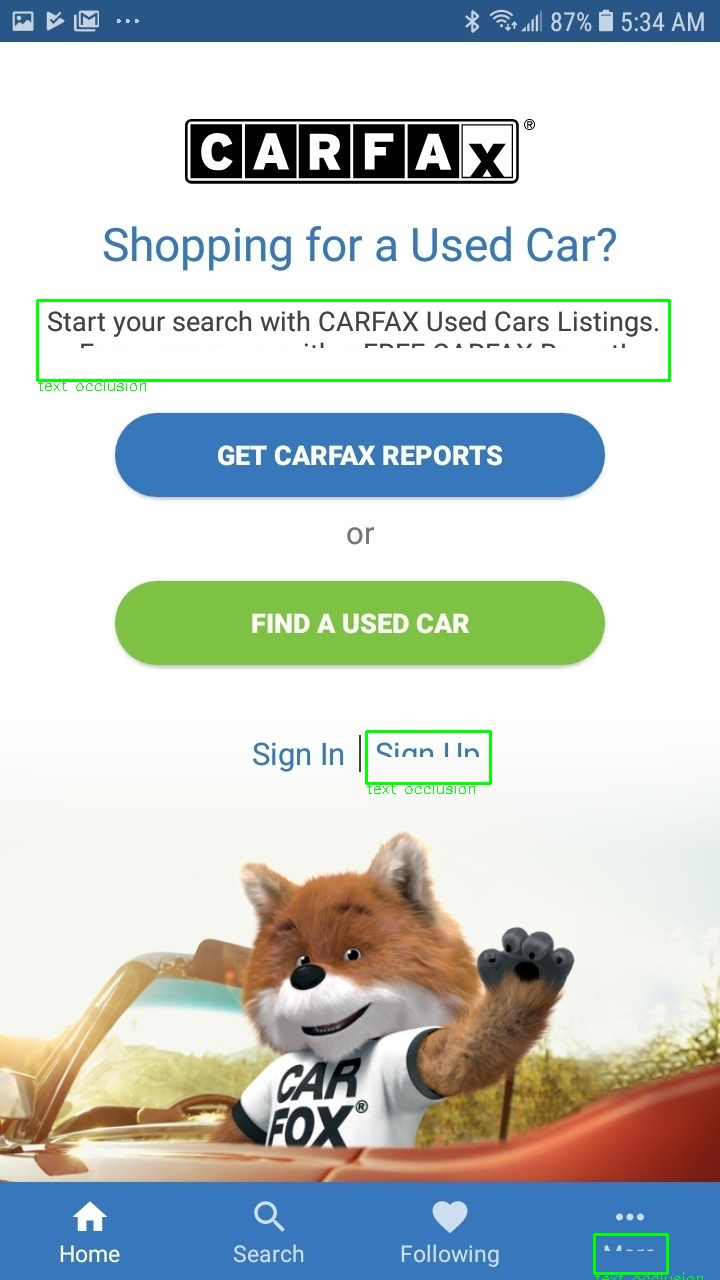 87% 5:34 AM
CARFAX®
Shopping for a Used Car?
Start your search with CARFAX Used Cars Listings.
FREE CARFAX
text occlusion
GET CARFAX REPORTS
or
FIND A USED CAR
Sign In | Sign Up
text occlusion
CAR
FOX®
Home Search Following
text occlusion